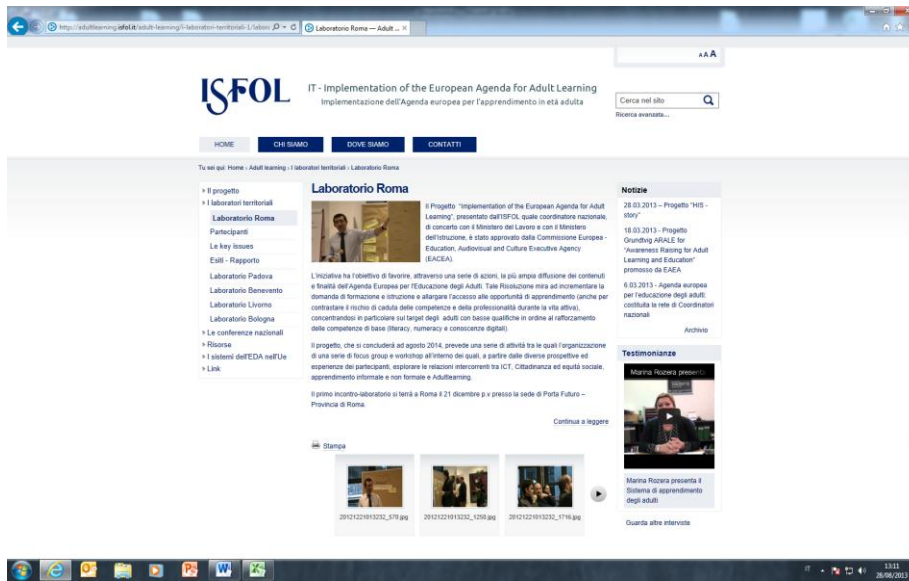 http://adultlearning.isfol.it/adult-learning/i-laboratori-territoriali-1/labora
Laboratorio Roma — Adult ...
A A A
ISFOL
IT - Implementation of the European Agenda for Adult Learning
Implementazione dell'Agenda europea per l'apprendimento in età adulta
Cerca nel sito
Ricerca avanzata...
HOME
CHI SIAMO
DOVE SIAMO
CONTATTI
Tu sei qui: Home › Adult learning › I laboratori territoriali › Laboratorio Roma
Il progetto
I laboratori territoriali
Laboratorio Roma
Partecipanti
Le key issues
Esiti - Rapporto
Laboratorio Padova
Laboratorio Benevento
Laboratorio Livorno
Laboratorio Bologna
Le conferenze nazionali
Risorse
I sistemi dell'EDA nell'Ue
Link
Laboratorio Roma
Il Progetto "Implementation of the European Agenda for Adult
Learning", presentato dall'ISFOL quale coordinatore nazionale,
di concerto con il Ministero del Lavoro e con il Ministero
dell'Istruzione, è stato approvato dalla Commissione Europea -
Education, Audiovisual and Culture Executive Agency
(EACEA).
L'iniziativa ha l'obiettivo di favorire, attraverso una serie di azioni, la più ampia diffusione dei contenuti
e finalità dell'Agenda Europea per l'Educazione degli Adulti. Tale Risoluzione mira ad incrementare la
domanda di formazione e istruzione e allargare l'accesso alle opportunità di apprendimento (anche per
contrastare il rischio di caduta delle competenze e della professionalità durante la vita attiva),
concentrandosi in particolare sul target degli adulti con basse qualifiche in ordine al rafforzamento
delle competenze di base (literacy, numeracy e conoscenze digitali).
Il progetto, che si concluderà ad agosto 2014, prevede una serie di attività tra le quali l'organizzazione
di una serie di focus group e workshop all'interno dei quali, a partire dalle diverse prospettive ed
esperienze dei partecipanti, esplorare le relazioni intercorrenti tra ICT, Cittadinanza ed equità sociale,
apprendimento informale e non formale e Adultlearning.
Il primo incontro-laboratorio si terrà a Roma il 21 dicembre p.v presso la sede di Porta Futuro –
Provincia di Roma.
Continua a leggere
Stampa
20121221013232_570.jpg
20121221013232_1250.jpg
20121221013232_1716.jpg
Notizie
28.03.2013 – Progetto "HIS -
story"
18.03.2013 - Progetto
Grundtvig ARALE for
"Awareness Raising for Adult
Learning and Education"
promosso da EAEA
6.03.2013 - Agenda europea
per l'educazione degli adulti:
costituita la rete di Coordinatori
nazionali
Archivio
Testimonianze
Marina Rozera presenta
Marina Rozera presenta il
Sistema di apprendimento
degli adulti
Guarda altre interviste
IT
13:11
26/08/2013